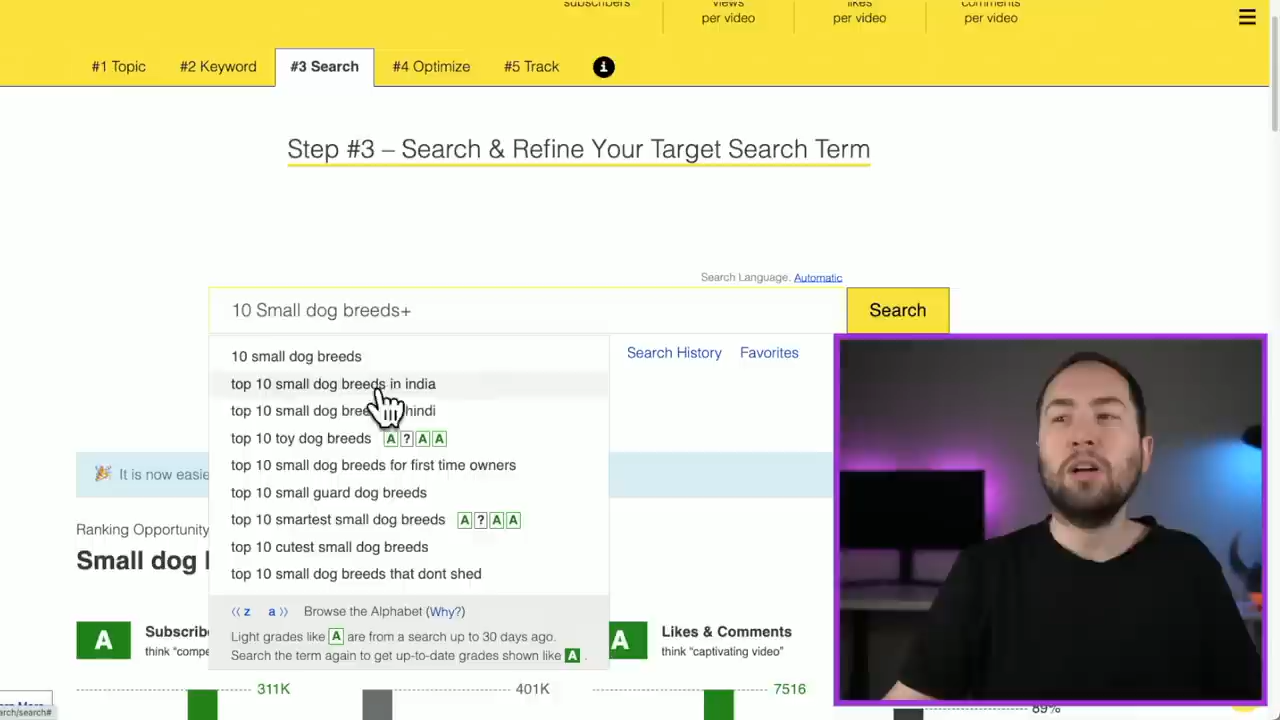 subscribers
views
per video
likes
per video
comments
per video
#1 Topic
#2 Keyword
#3 Search
#4 Optimize
#5 Track
Step #3 – Search & Refine Your Target Search Term
Search Language. Automatic
10 Small dog breeds+
Search
10 small dog breeds
Search History
Favorites
top 10 small dog breeds in india
top 10 small dog bree hindi
top 10 toy dog breeds A ? A A
top 10 small dog breeds for first time owners
It is now easie
top 10 small guard dog breeds
top 10 smartest small dog breeds A ? A A
Ranking Opportunity
top 10 cutest small dog breeds
Small dog
top 10 small dog breeds that dont shed
‹‹ z a ›› Browse the Alphabet (Why?)
Light grades like A are from a search up to 30 days ago.
Search the term again to get up-to-date grades shown like A .
A
Subscribe
think “compe
A
Likes & Comments
think “captivating video”
311K
401K
7516
89%
arch/search#